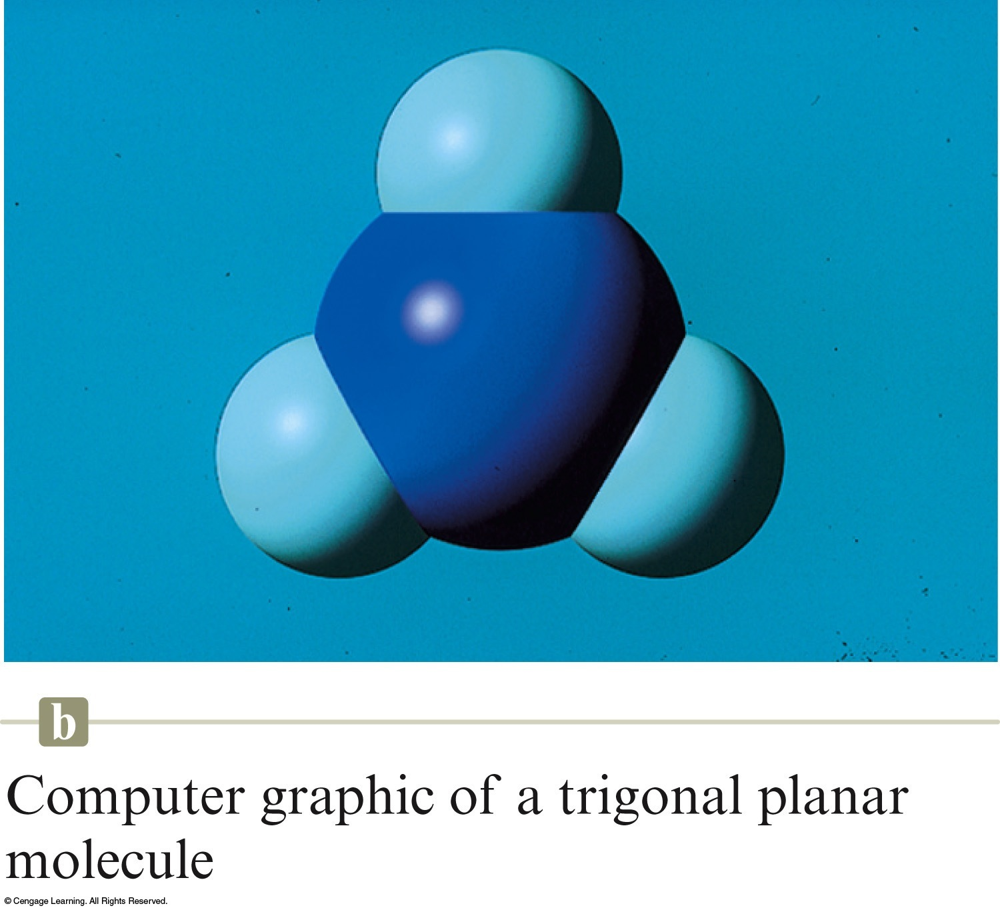 b
Computer graphic of a trigonal planar
molecule
© Cengage Learning. All Rights Reserved.